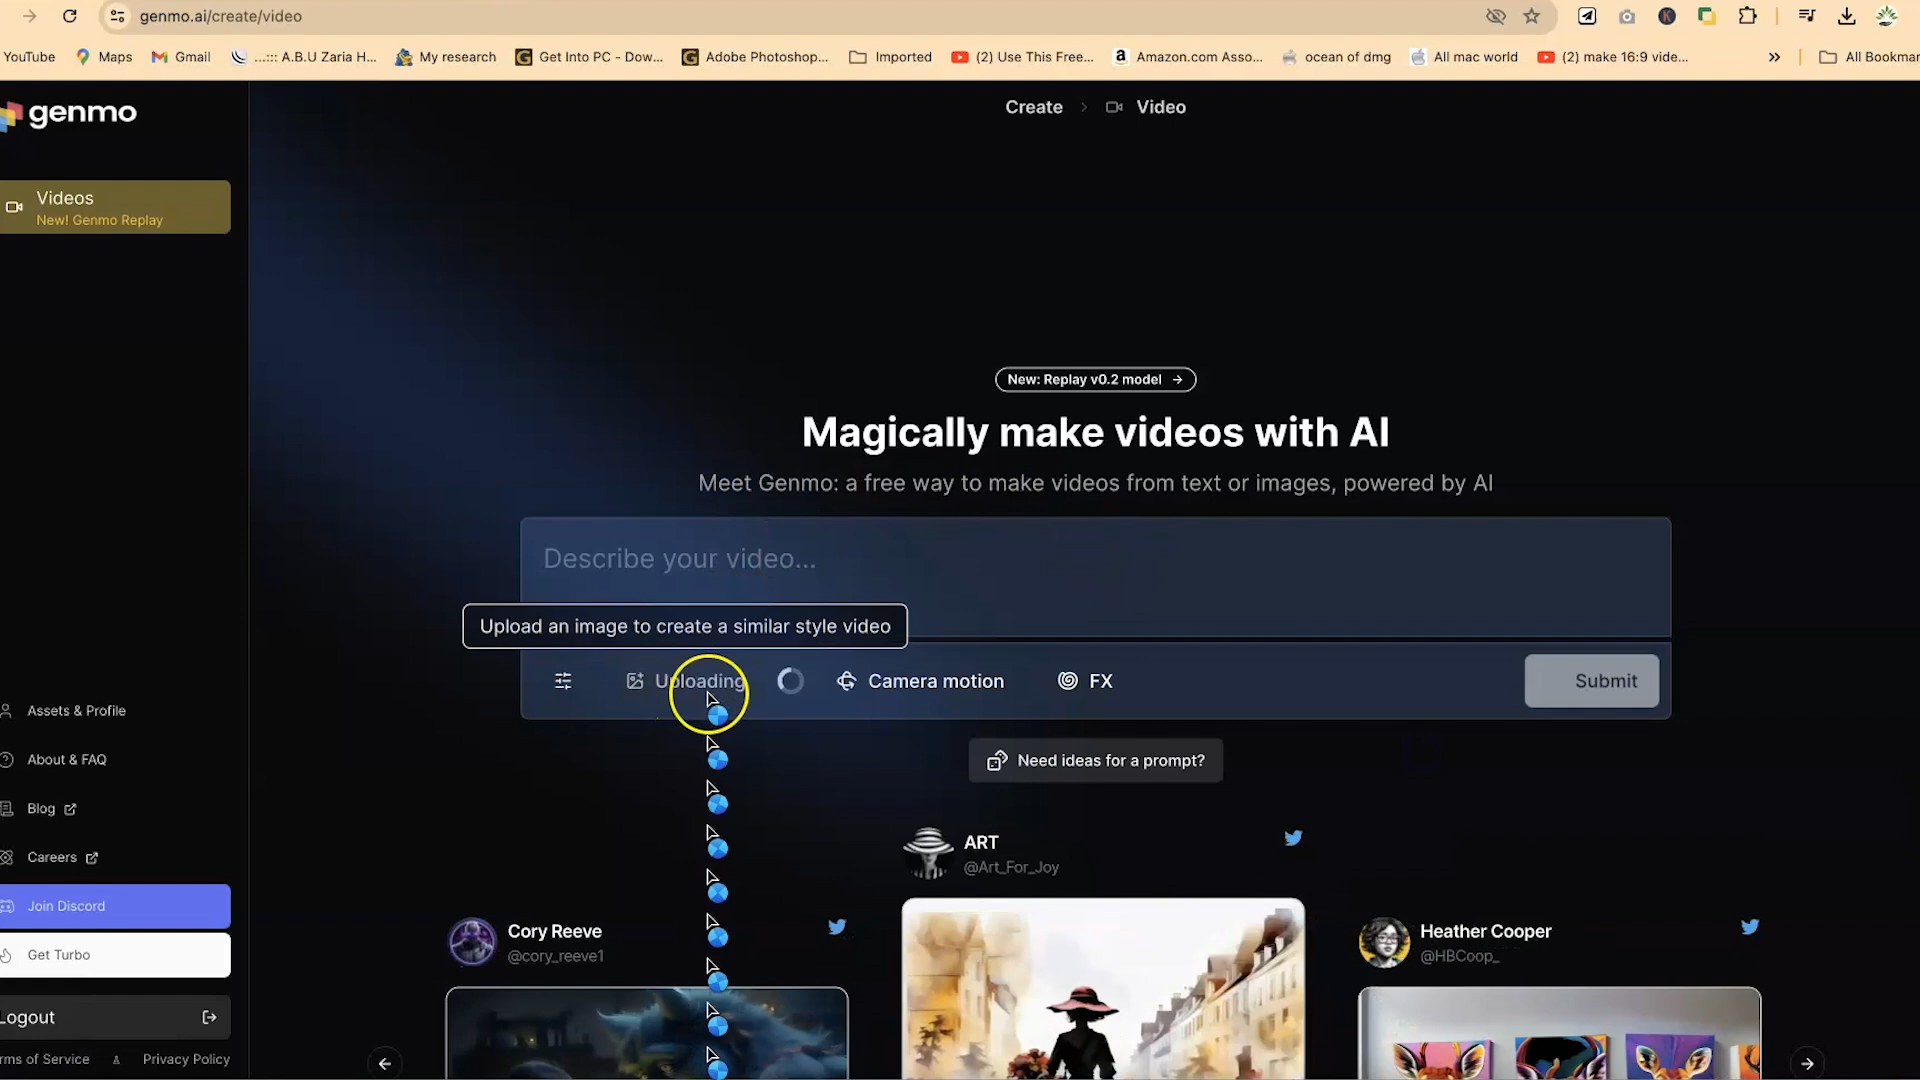 genmo.ai/create/video
YouTube
Maps
Gmail
...::: A.B.U Zaria H...
My research
Get Into PC - Dow...
Adobe Photoshop...
Imported
(2) Use This Free...
Amazon.com Asso...
ocean of dmg
All mac world
(2) make 16:9 vide...
All Bookmar
genmo
Create
Video
Videos
New! Genmo Replay
New: Replay v0.2 model
Magically make videos with AI
Meet Genmo: a free way to make videos from text or images, powered by AI
Describe your video...
Upload an image to create a similar style video
Uploading
Camera motion
FX
Submit
Need ideas for a prompt?
Assets & Profile
About & FAQ
Blog
Careers
Join Discord
Get Turbo
Logout
rms of Service
Privacy Policy
ART
@Art_For_Joy
Cory Reeve
@cory_reeve1
Heather Cooper
@HBCoop_